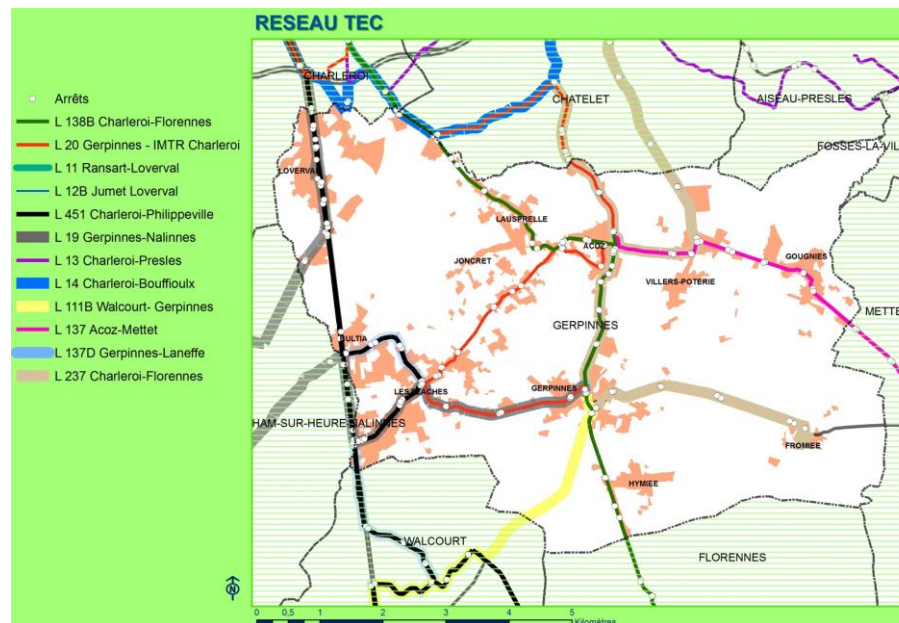 RESEAU TEC
Arrêts
L 138B Charleroi-Florennes
L 20 Gerpinnes - IMTR Charleroi
L 11 Ransart-Loverval
L 12B Jumet Loverval
L 451 Charleroi-Philippeville
L 19 Gerpinnes-Nalinnes
L 13 Charleroi-Presles
L 14 Charleroi-Bouffioulx
L 111B Walcourt- Gerpinnes
L 137 Acoz-Mettet
L 137D Gerpinnes-Laneffe
L 237 Charleroi-Florennes
CHARLEROI
CHATELET
AISEAU-PRESLES
FOSSES-LA-VIL
LOVERVAL
LAUSPRELLE
ACOZ
JONCRET
VILLERS-POTERIE
GOUGNIES
METTE
GERPINNES
BULTIA
LES FLACHES
GERPINNES
HAM-SUR-HEURE-NALINNES
FROMIEE
HYMIEE
WALCOURT
FLORENNES
N
0 0,5 1 2 3 4 5
Kilomètres